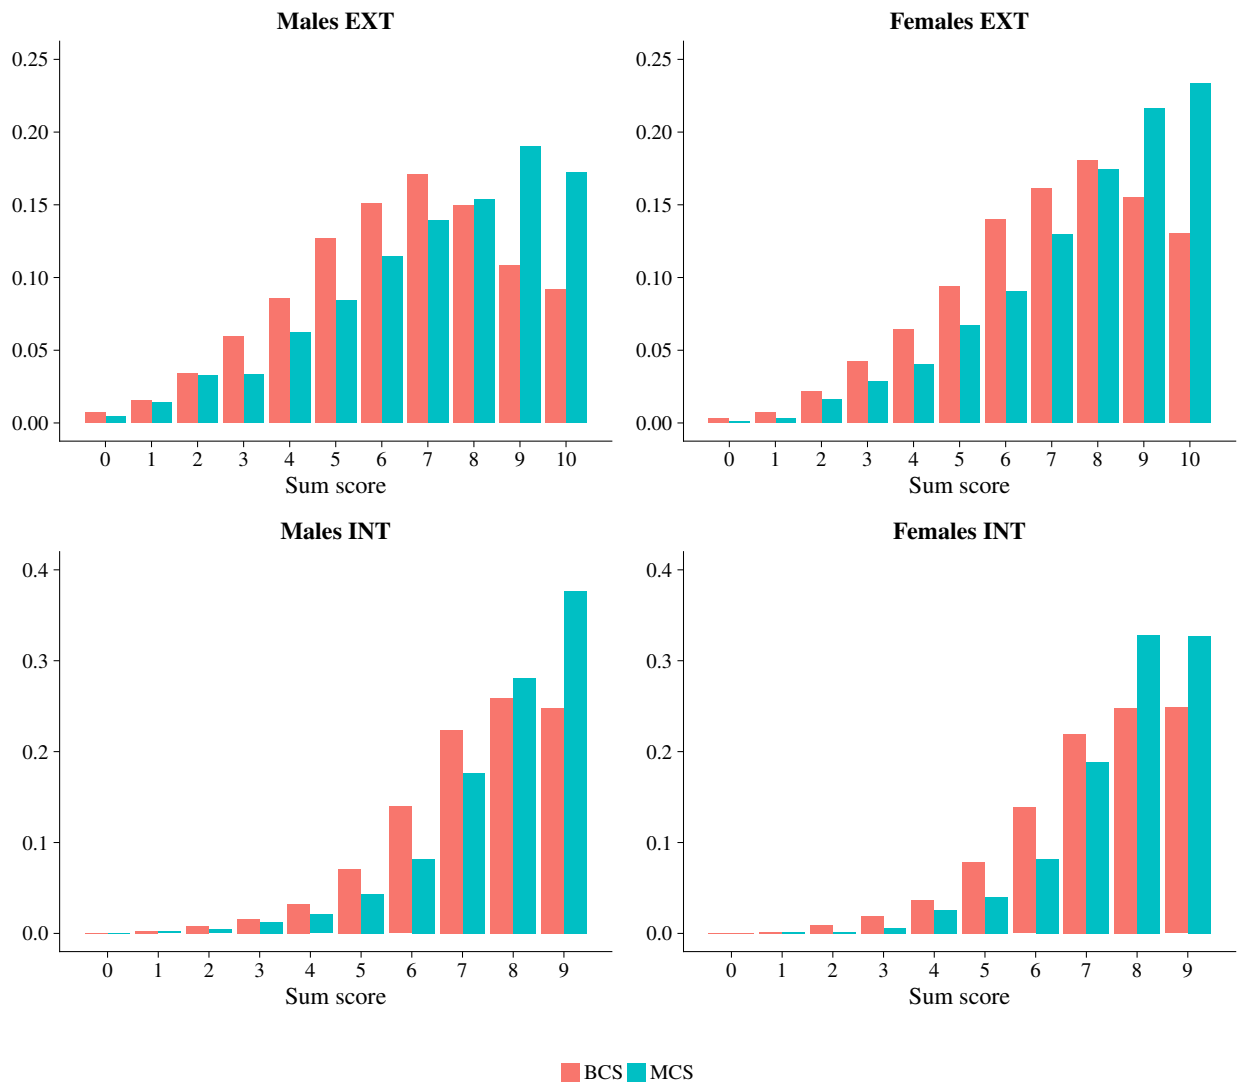 Males EXT
0.25
0.20
0.15
0.10
0.05
0.00
0 1 2 3 4 5 6 7 8 9 10
Sum score
Females EXT
0.25
0.20
0.15
0.10
0.05
0.00
0 1 2 3 4 5 6 7 8 9 10
Sum score
Males INT
0.4
0.3
0.2
0.1
0.0
0 1 2 3 4 5 6 7 8 9
Sum score
Females INT
0.4
0.3
0.2
0.1
0.0
0 1 2 3 4 5 6 7 8 9
Sum score
BCS MCS